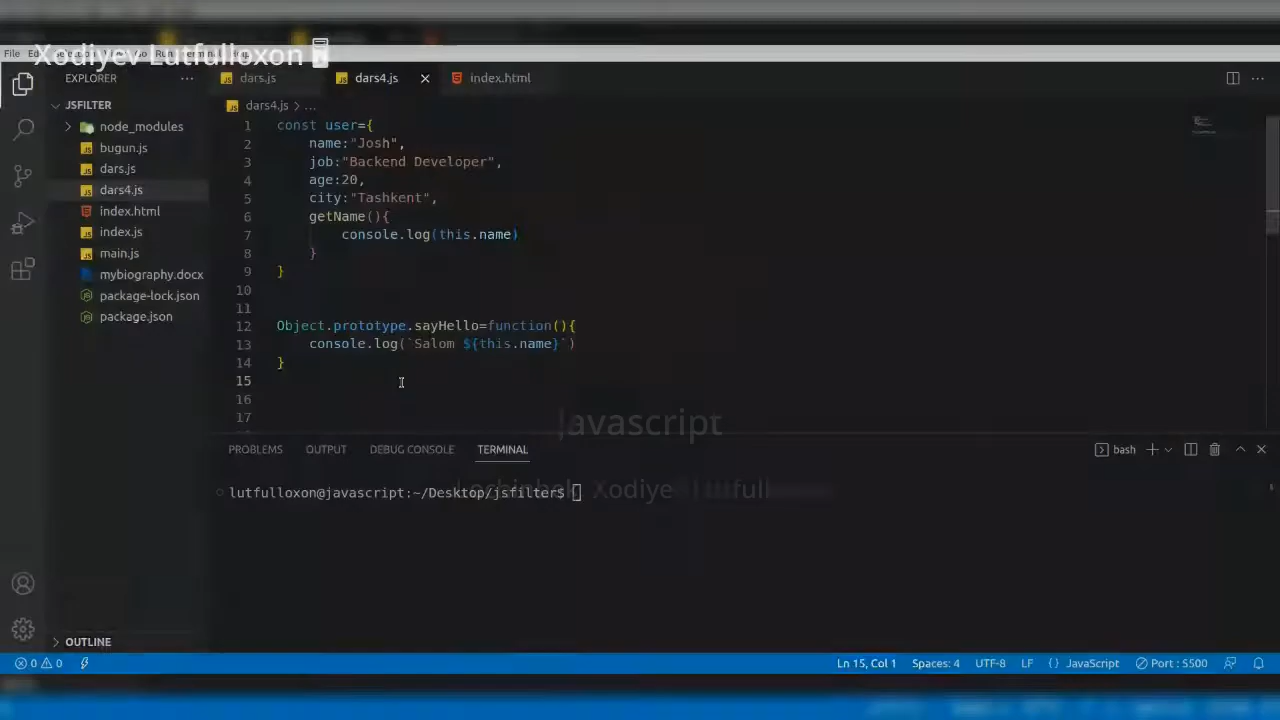 Xodiyev Lutfulloxon
File
EXPLORER
dars.js
dars4.js
index.html
JSFILTER
node_modules
bugun.js
dars.js
dars4.js
index.html
index.js
main.js
mybiography.docx
package-lock.json
package.json
OUTLINE
dars4.js > ...
1 const user={
2 name:"Josh",
3 job:"Backend Developer",
4 age:20,
5 city:"Tashkent",
6 getName(){
7 console.log(this.name)
8 }
9 }
10
11
12 Object.prototype.sayHello=function(){
13 console.log(`Salom ${this.name}`)
14 }
15
16
17
Javascript
PROBLEMS OUTPUT DEBUG CONSOLE TERMINAL
bash
lutfulloxon@javascript:~/Desktop/jsfilter$
Xodiyev
0 0
Ln 15, Col 1 Spaces: 4 UTF-8 LF {} JavaScript Port : 5500